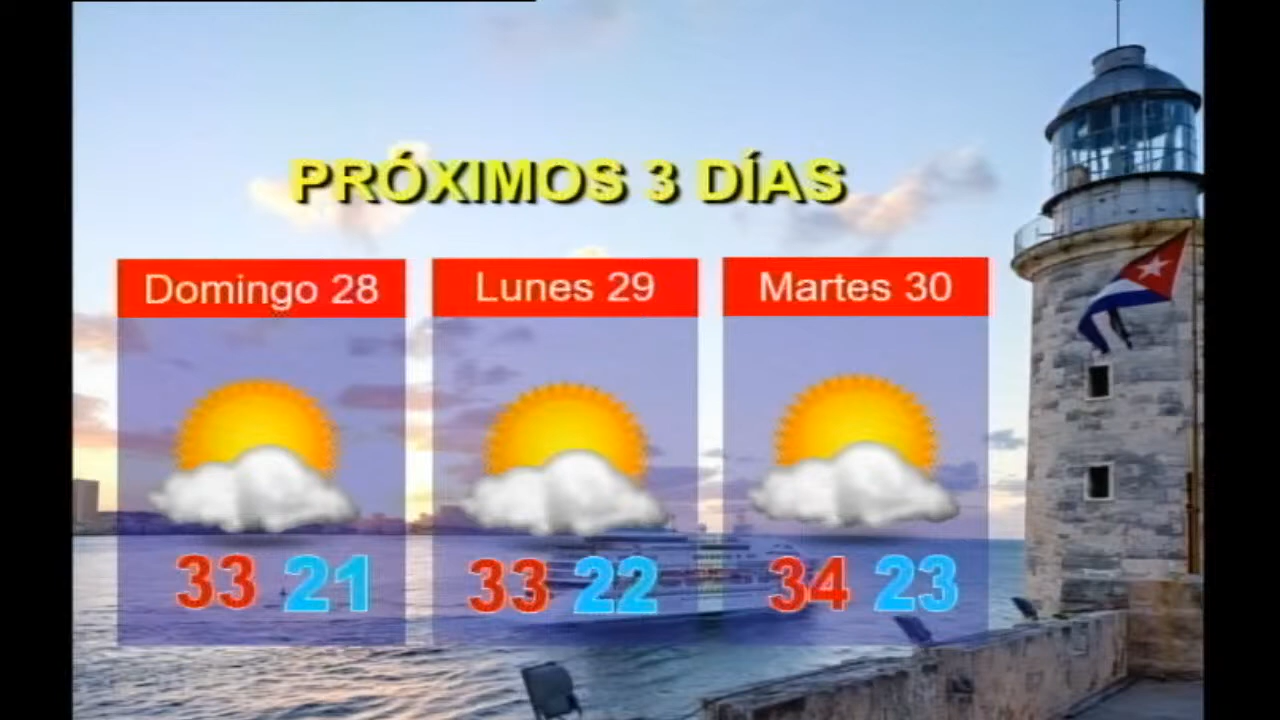 PRÓXIMOS 3 DÍAS
Domingo 28
Lunes 29
Martes 30
33 21
33 22
34 23